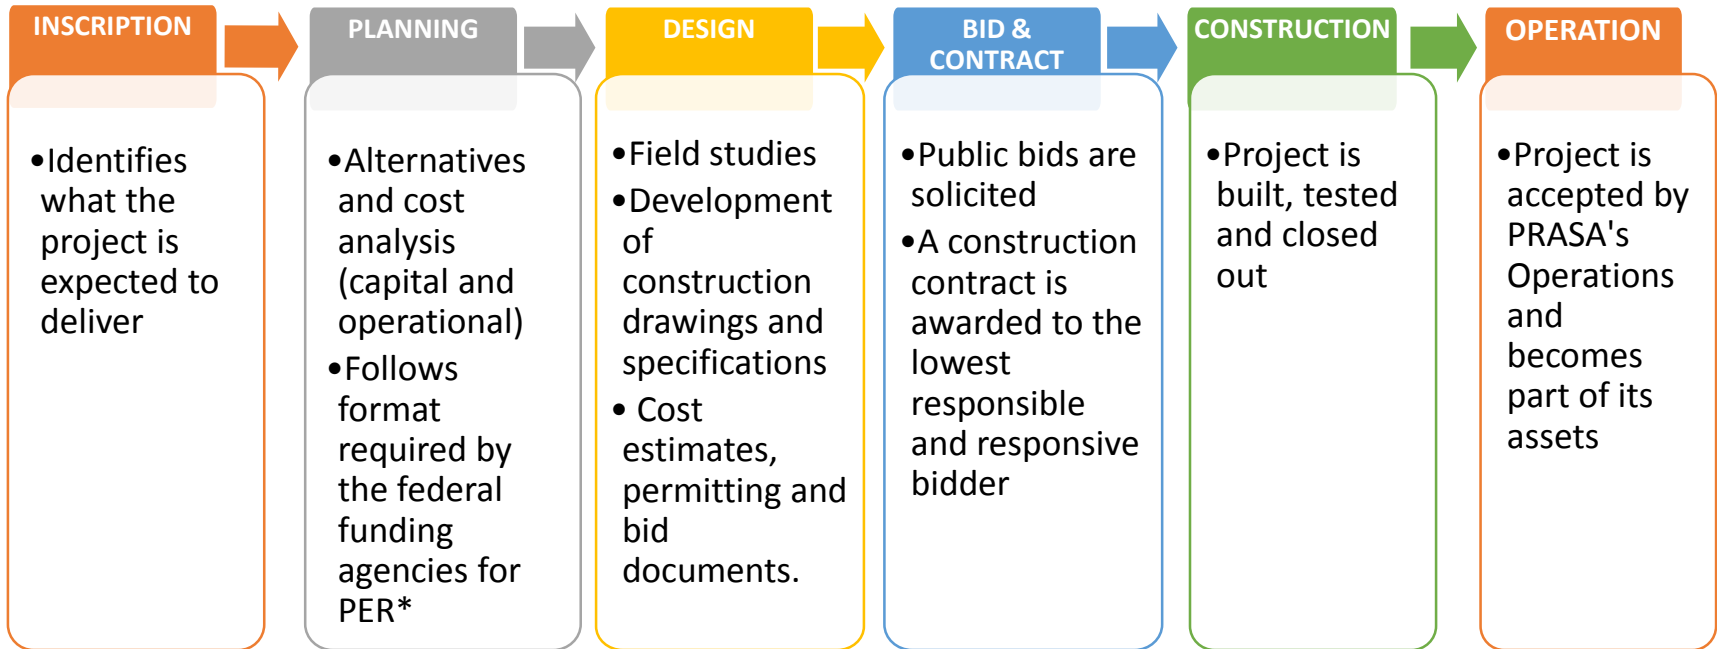 INSCRIPTION
•Identifies
what the
project is
expected to
deliver
PLANNING
•Alternatives
and cost
analysis
(capital and
operational)
•Follows
format
required by
the federal
funding
agencies for
PER*
DESIGN
•Field studies
•Development
of
construction
drawings and
specifications
• Cost
estimates,
permitting and
bid
documents.
BID &
CONTRACT
•Public bids are
solicited
•A construction
contract is
awarded to the
lowest
responsible
and responsive
bidder
CONSTRUCTION
•Project is
built, tested
and closed
out
OPERATION
•Project is
accepted by
PRASA's
Operations
and
becomes
part of its
assets